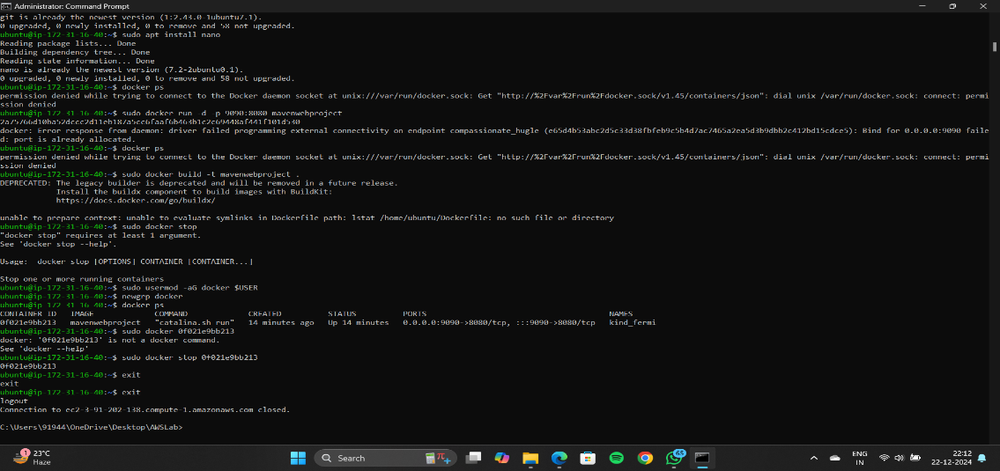 Administrator: Command Prompt
git is already the newest version (1:2.43.0-1ubuntu7.1).
0 upgraded, 0 newly installed, 0 to remove and 58 not upgraded.
ubuntu@ip-172-31-16-40:~$ sudo apt install nano
Reading package lists... Done
Building dependency tree... Done
Reading state information... Done
nano is already the newest version (7.2-2ubuntu0.1).
0 upgraded, 0 newly installed, 0 to remove and 58 not upgraded.
ubuntu@ip-172-31-16-40:~$ docker ps
permission denied while trying to connect to the Docker daemon socket at unix:///var/run/docker.sock: Get "http://%2Fvar%2Frun%2Fdocker.sock/v1.45/containers/json": dial unix /var/run/docker.sock: connect: permi
ssion denied
ubuntu@ip-172-31-16-40:~$ sudo docker run -d -p 9090:8080 mavenwebproject
2a75766d10ba52dccc2d11eb187a5cc6faaf6b463b1c2c69448af441f101d530
docker: Error response from daemon: driver failed programming external connectivity on endpoint compassionate_hugle (e65d4b53abc2d5c33d38fbfeb9c5b4d7ac7465a2ea5d3b9dbb2c412bd15cdce5): Bind for 0.0.0.0:9090 faile
d: port is already allocated.
ubuntu@ip-172-31-16-40:~$ docker ps
permission denied while trying to connect to the Docker daemon socket at unix:///var/run/docker.sock: Get "http://%2Fvar%2Frun%2Fdocker.sock/v1.45/containers/json": dial unix /var/run/docker.sock: connect: permi
ssion denied
ubuntu@ip-172-31-16-40:~$ sudo docker build -t mavenwebproject .
DEPRECATED: The legacy builder is deprecated and will be removed in a future release.
Install the buildx component to build images with BuildKit:
https://docs.docker.com/go/buildx/
unable to prepare context: unable to evaluate symlinks in Dockerfile path: lstat /home/ubuntu/Dockerfile: no such file or directory
ubuntu@ip-172-31-16-40:~$ sudo docker stop
"docker stop" requires at least 1 argument.
See 'docker stop --help'.
Usage:  docker stop [OPTIONS] CONTAINER [CONTAINER...]
Stop one or more running containers
ubuntu@ip-172-31-16-40:~$ sudo usermod -aG docker $USER
ubuntu@ip-172-31-16-40:~$ newgrp docker
ubuntu@ip-172-31-16-40:~$ docker ps
CONTAINER ID   IMAGE             COMMAND             CREATED          STATUS          PORTS                                       NAMES
0f021e9bb213   mavenwebproject   "catalina.sh run"   14 minutes ago   Up 14 minutes   0.0.0.0:9090->8080/tcp, :::9090->8080/tcp   kind_fermi
ubuntu@ip-172-31-16-40:~$ sudo docker 0f021e9bb213
docker: '0f021e9bb213' is not a docker command.
See 'docker --help'
ubuntu@ip-172-31-16-40:~$ sudo docker stop 0f021e9bb213
0f021e9bb213
ubuntu@ip-172-31-16-40:~$ exit
exit
ubuntu@ip-172-31-16-40:~$ exit
logout
Connection to ec2-3-91-202-138.compute-1.amazonaws.com closed.
C:\Users\91944\OneDrive\Desktop\AWSLab>
1
23°C
Haze
Search
65
ENG
IN
22:12
22-12-2024